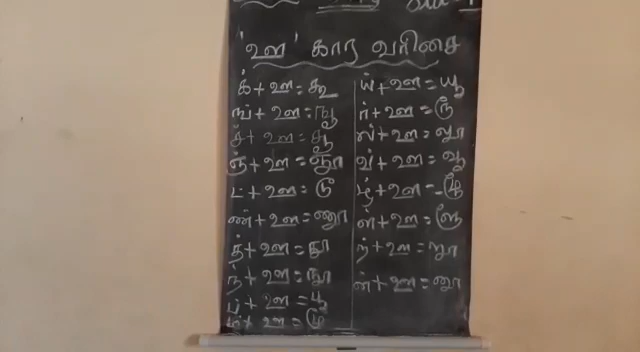 'ஊ' கார வரிசை
க் + ஊ = கூ
ங் + ஊ = ஙூ
ச் + ஊ = சூ
ஞ் + ஊ = ஞூ
ட் + ஊ = டூ
ண் + ஊ = ணூ
த் + ஊ = தூ
ந் + ஊ = நூ
ப் + ஊ = பூ
ம் + ஊ = மூ
ய் + ஊ = யூ
ர் + ஊ = ரூ
ல் + ஊ = லூ
வ் + ஊ = வூ
ழ் + ஊ = ழூ
ள் + ஊ = ளூ
ற் + ஊ = றூ
ன் + ஊ = னூ